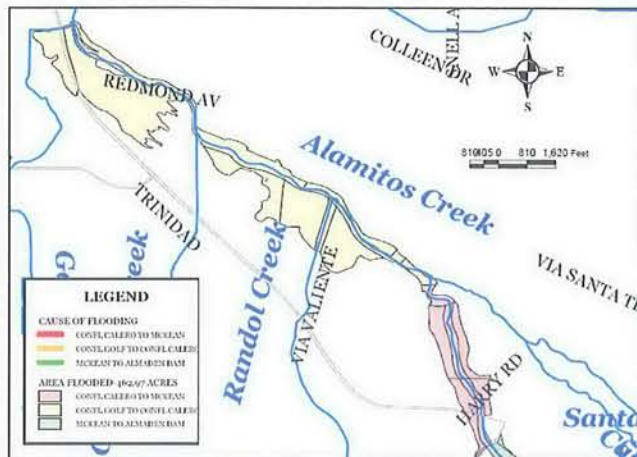 COLLEEN DR
NELL A
N
W E
S
REDMOND AV
810 405 0 810 1,620 Feet
Alamitos Creek
TRINIDAD
Creek
Randol Creek
VIA VALIENTE
VIA SANTA TE
HARRY RD
Santa
LEGEND
CAUSE OF FLOODING
CONFL CALERO TO MCKEAN
CONFL GOLF TO CONFL CALERO
MCKEAN TO ALMADEN DAM
AREA FLOODED 462.97 ACRES
CONFL CALERO TO MCKEAN
CONFL GOLF TO CONFL CALERO
MCKEAN TO ALMADEN DAM